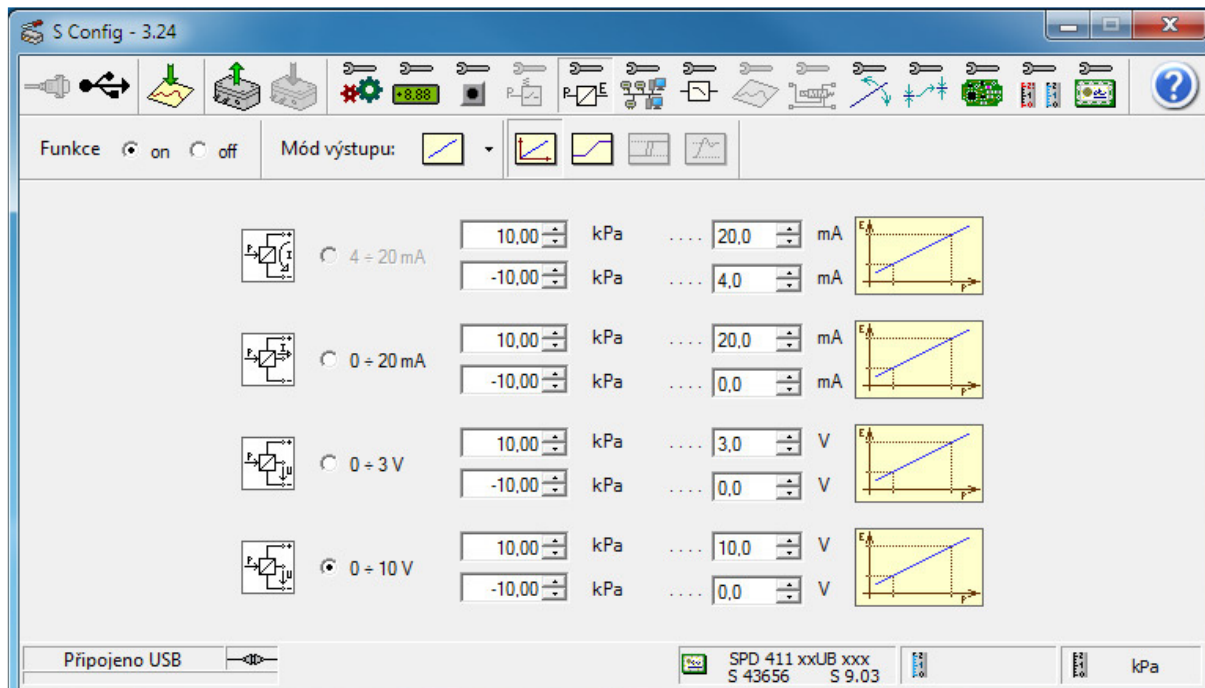 S Config - 3.24
+8.88
P E
Funkce on off Mód výstupu:
10,00 kPa .... 20,0 mA
4 ÷ 20 mA
-10,00 kPa .... 4,0 mA
10,00 kPa .... 20,0 mA
0 ÷ 20 mA
-10,00 kPa .... 0,0 mA
10,00 kPa .... 3,0 V
0 ÷ 3 V
-10,00 kPa .... 0,0 V
10,00 kPa .... 10,0 V
0 ÷ 10 V
-10,00 kPa .... 0,0 V
Připojeno USB SPD 411 xxUB xxx kPa
S 43656 S 9.03